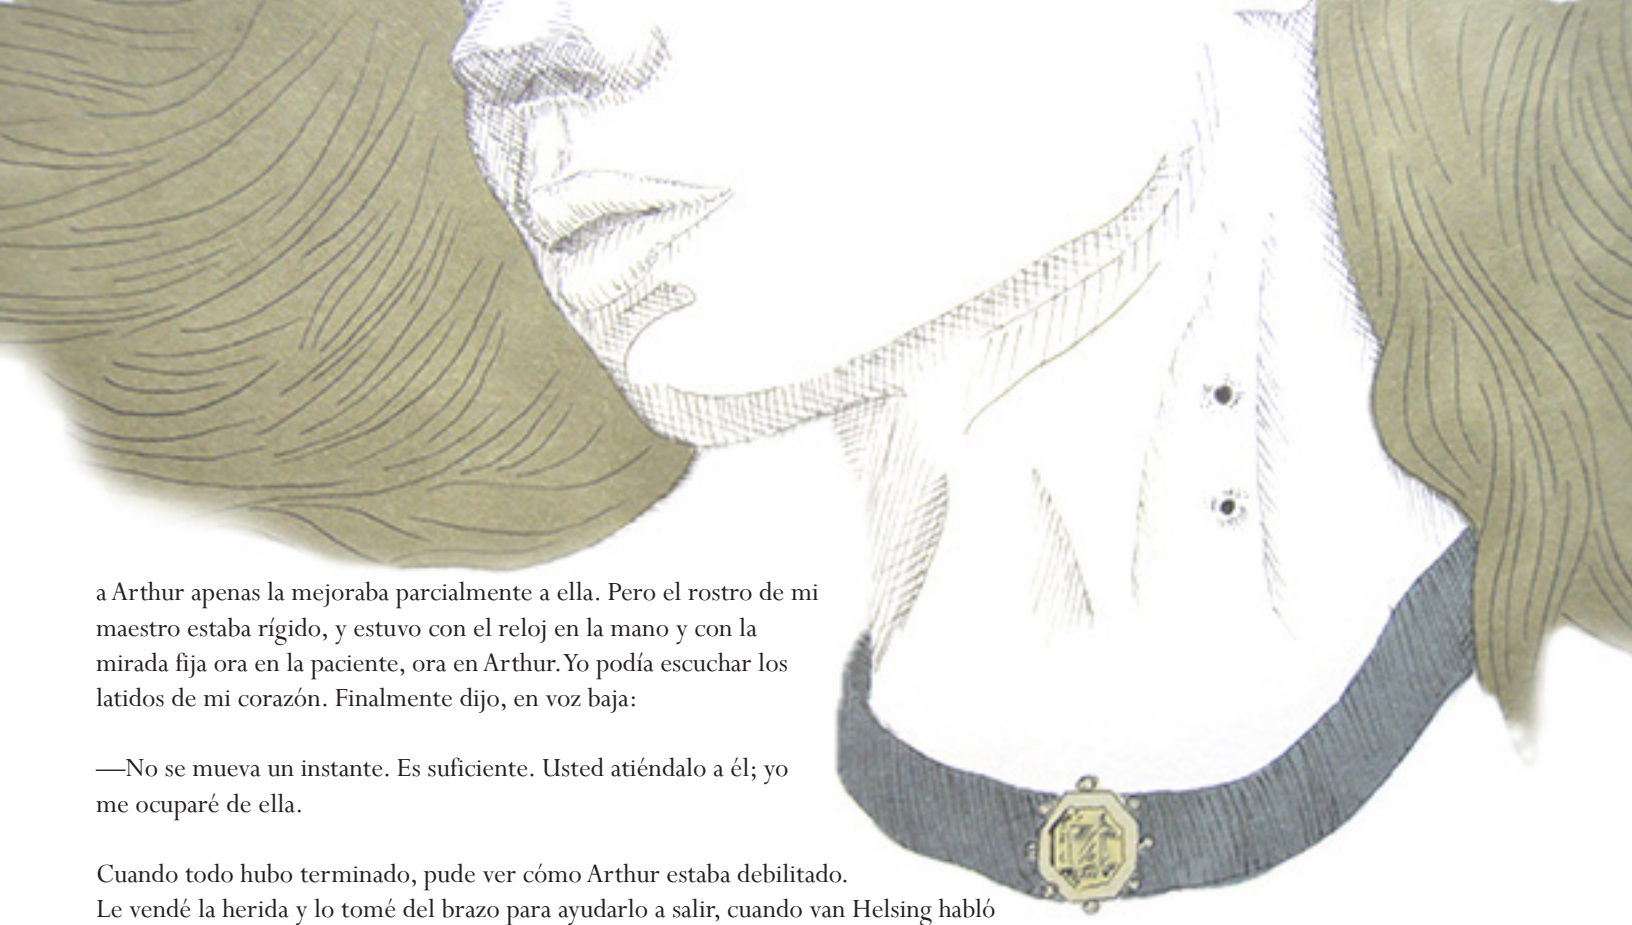 a Arthur apenas la mejoraba parcialmente a ella. Pero el rostro de mi
maestro estaba rígido, y estuvo con el reloj en la mano y con la
mirada fija ora en la paciente, ora en Arthur. Yo podía escuchar los
latidos de mi corazón. Finalmente dijo, en voz baja:
—No se mueva un instante. Es suficiente. Usted atiéndalo a él; yo
me ocuparé de ella.
Cuando todo hubo terminado, pude ver cómo Arthur estaba debilitado.
Le vendé la herida y lo tomé del brazo para ayudarlo a salir, cuando van Helsing habló